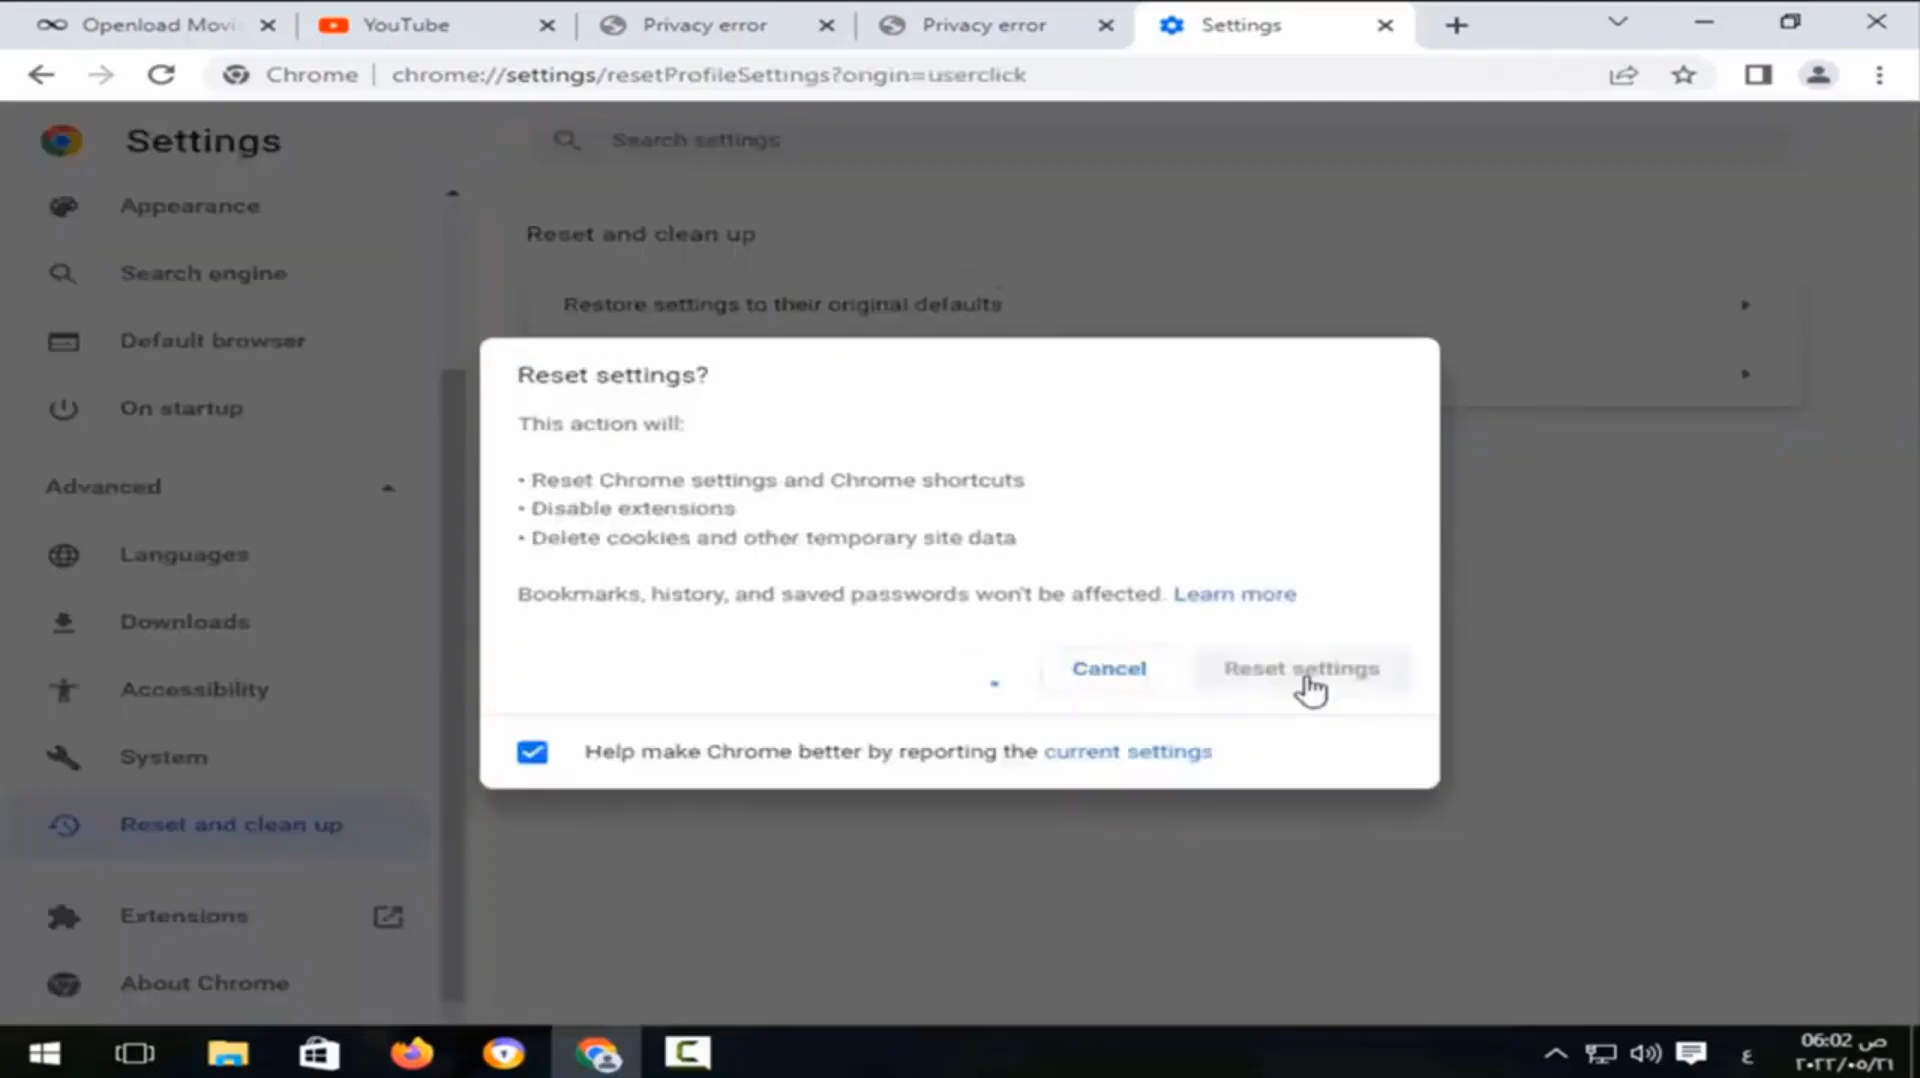 Openload Movi
YouTube
Privacy error
Privacy error
Settings
Chrome | chrome://settings/resetProfileSettings?origin=userclick
Settings
Search settings
Appearance
Search engine
Default browser
On startup
Advanced
Languages
Downloads
Accessibility
System
Reset and clean up
Extensions
About Chrome
Reset and clean up
Restore settings to their original defaults
Reset settings?
This action will:
• Reset Chrome settings and Chrome shortcuts
• Disable extensions
• Delete cookies and other temporary site data
Bookmarks, history, and saved passwords won't be affected. Learn more
Cancel
Reset settings
Help make Chrome better by reporting the current settings
ع
06:02 ص
٢٠٢٢/٠٥/٢١